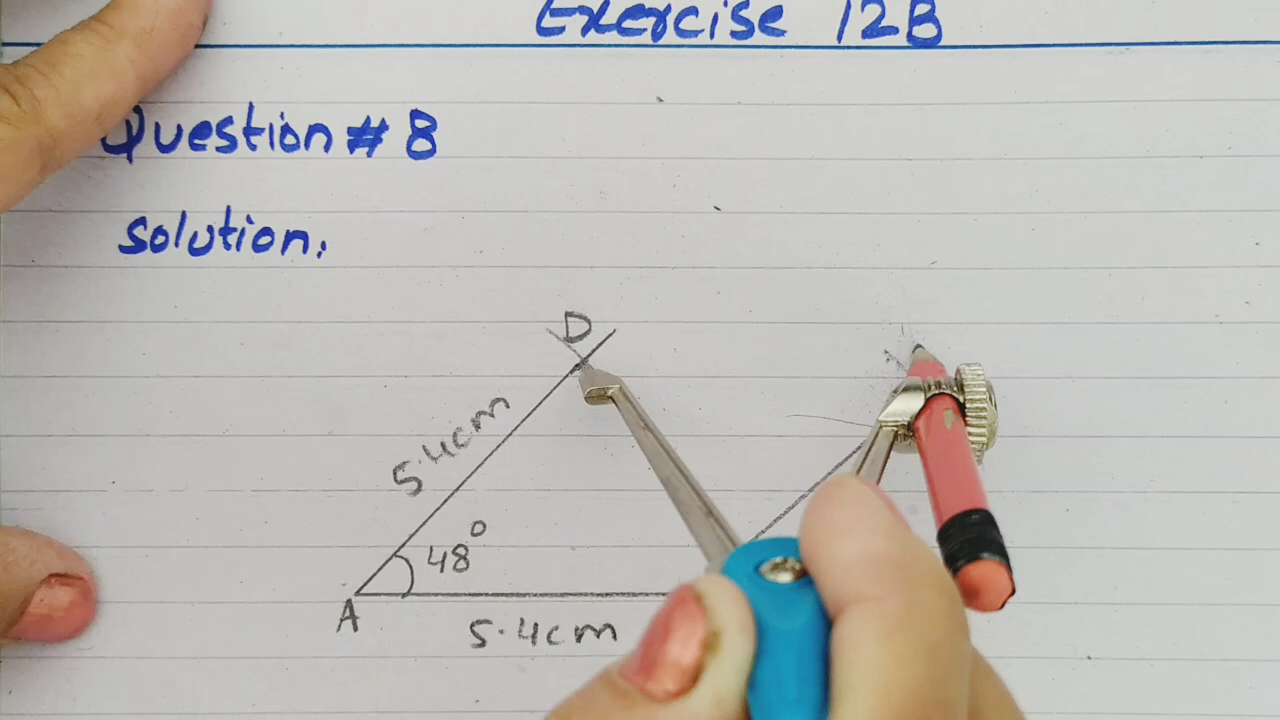 Exercise 12B
Question # 8
Solution:
D
5.4cm
48°
A
5.4cm